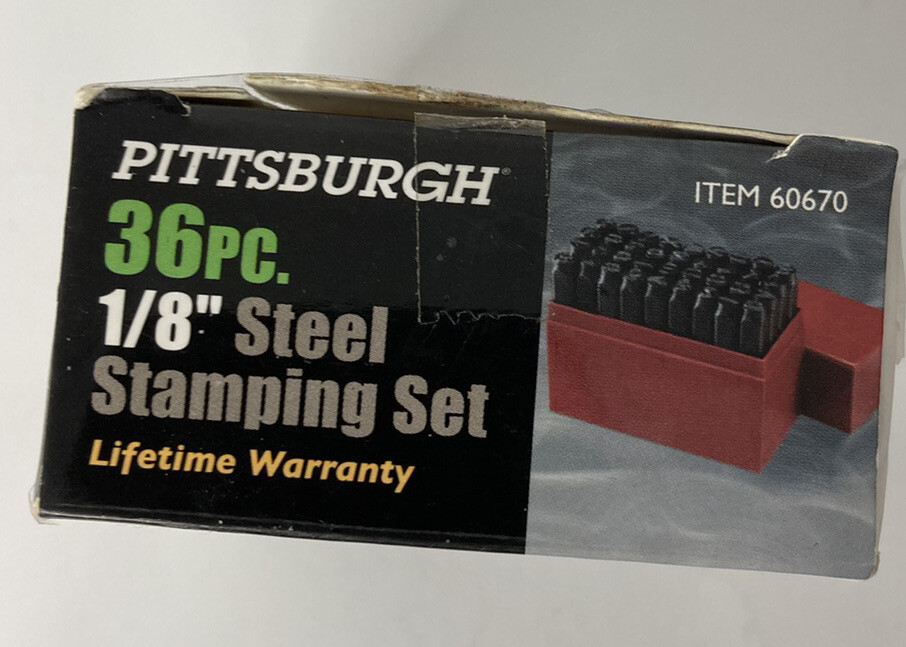 PITTSBURGH®
36PC.
1/8" Steel
Stamping Set
Lifetime Warranty
ITEM 60670